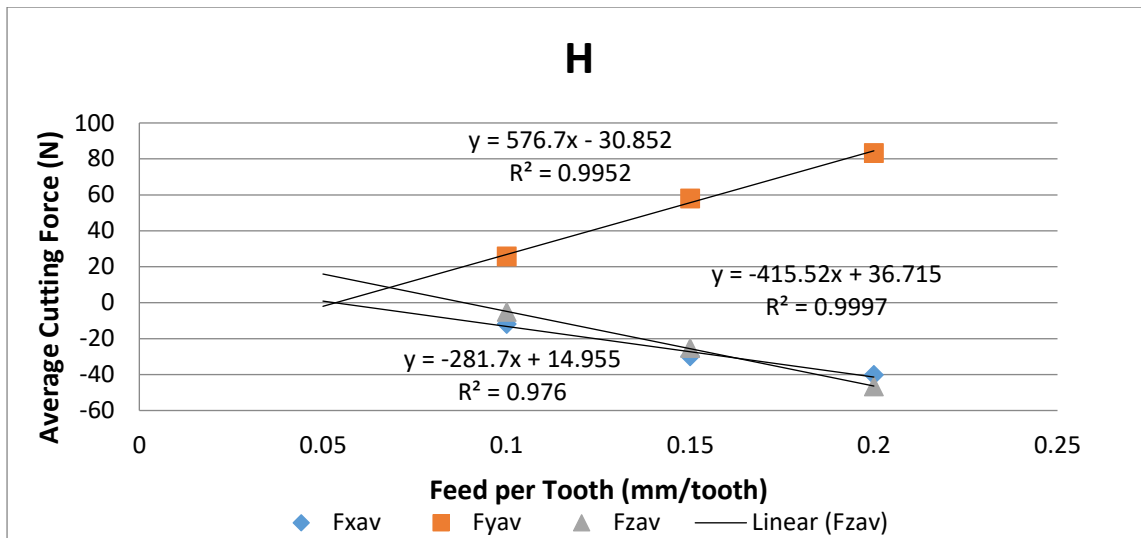 H
Average Cutting Force (N)
100
80
60
40
20
0
-20
-40
-60
y = 576.7x - 30.852
R² = 0.9952
y = -415.52x + 36.715
R² = 0.9997
y = -281.7x + 14.955
R² = 0.976
0 0.05 0.1 0.15 0.2 0.25
Feed per Tooth (mm/tooth)
Fxav Fyav Fzav Linear (Fzav)